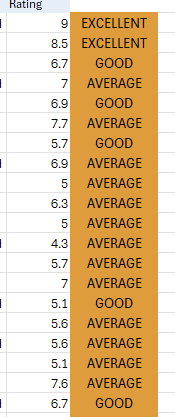 Rating
9 EXCELLENT
8.5 EXCELLENT
6.7 GOOD
7 AVERAGE
6.9 GOOD
7.7 AVERAGE
5.7 GOOD
6.9 AVERAGE
5 AVERAGE
6.3 AVERAGE
5 AVERAGE
4.3 AVERAGE
5.7 AVERAGE
7 AVERAGE
5.1 GOOD
5.6 AVERAGE
5.6 AVERAGE
5.1 AVERAGE
7.6 AVERAGE
6.7 GOOD